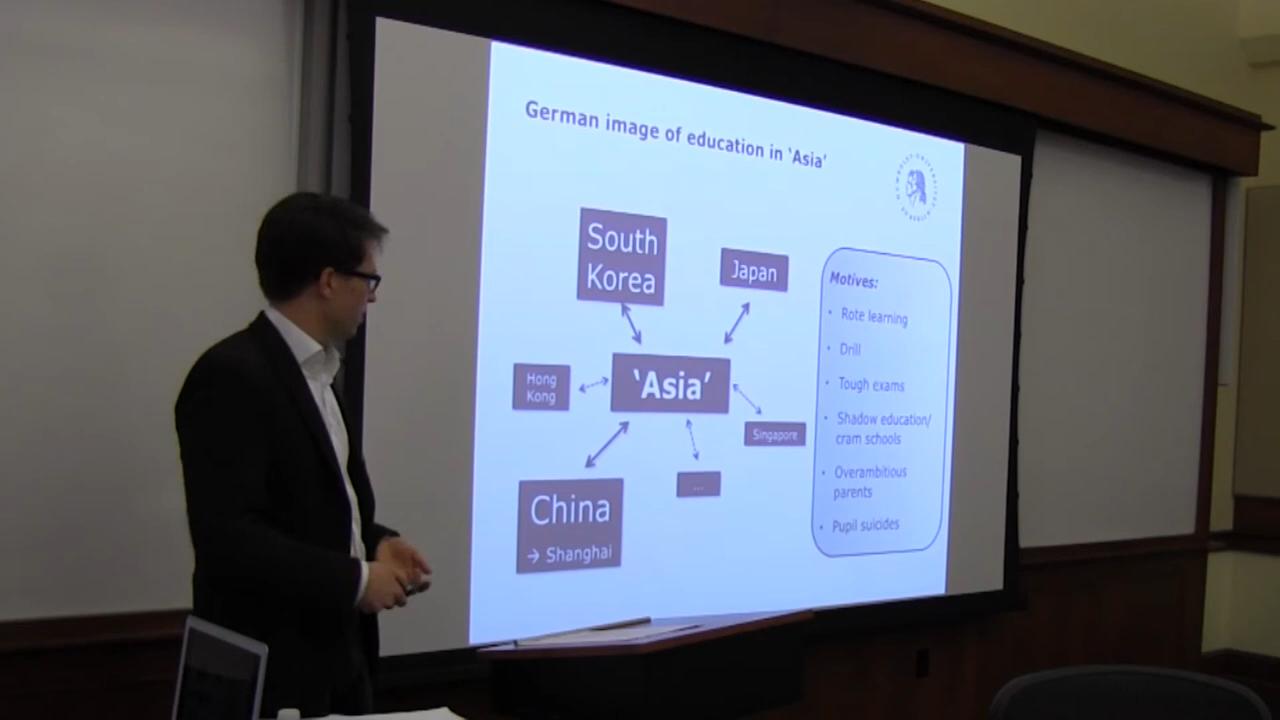 German image of education in 'Asia'
South
Korea
Japan
Motives:
• Rote learning
• Drill
• Tough exams
• Shadow education/
cram schools
• Overambitious
parents
• Pupil suicides
Hong
Kong
'Asia'
Singapore
...
China
→ Shanghai